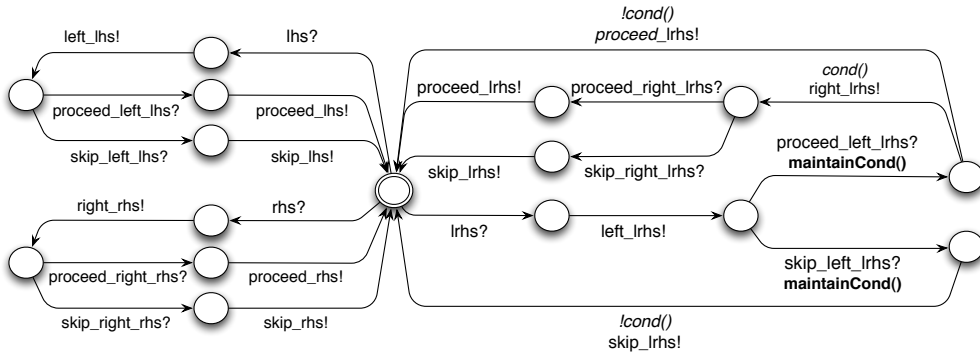 !cond()
proceed_lrhs!
left_lhs!
lhs?
cond()
right_lrhs!
proceed_lrhs!
proceed_right_lrhs?
proceed_left_lhs?
proceed_lhs!
proceed_left_lrhs?
maintainCond()
skip_left_lhs?
skip_lhs!
skip_lrhs!
skip_right_lrhs?
right_rhs!
rhs?
lrhs?
left_lrhs!
skip_left_lrhs?
maintainCond()
proceed_right_rhs?
proceed_rhs!
skip_right_rhs?
skip_rhs!
!cond()
skip_lrhs!